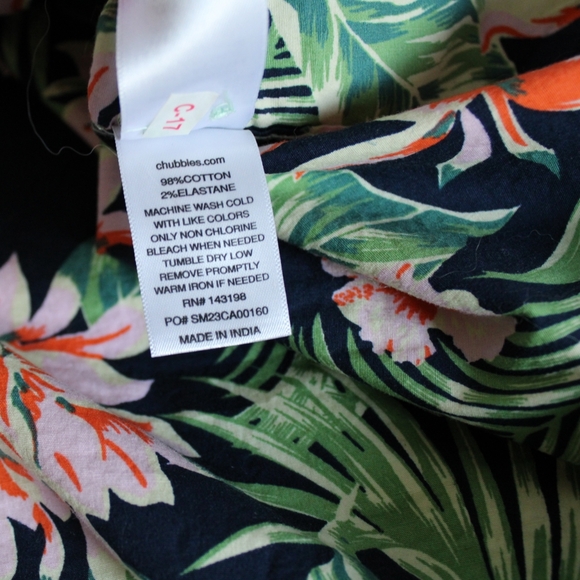 C-17
chubbies.com
98%COTTON
2%ELASTANE
MACHINE WASH COLD
WITH LIKE COLORS
ONLY NON CHLORINE
BLEACH WHEN NEEDED
TUMBLE DRY LOW
REMOVE PROMPTLY
WARM IRON IF NEEDED
RN# 143198
PO# SM23CA00160
MADE IN INDIA